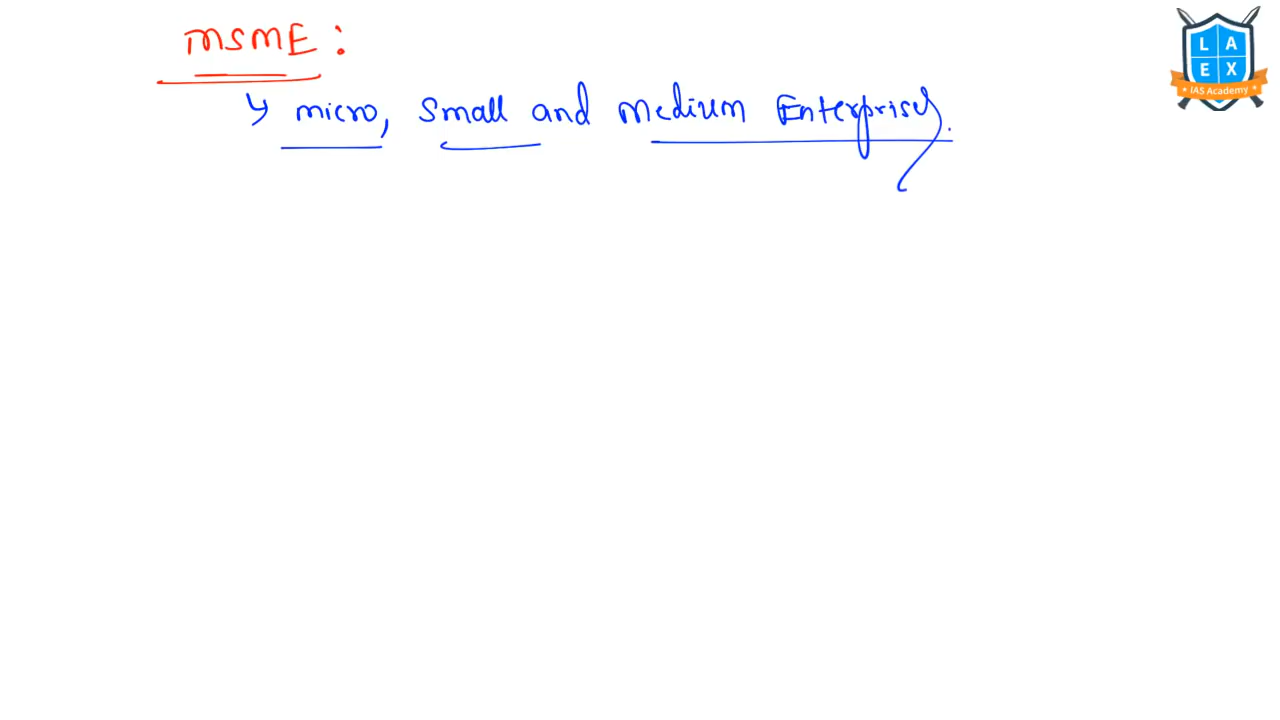 MSME :
micro, Small and Medium Enterprises.
L A
E X
IAS Academy